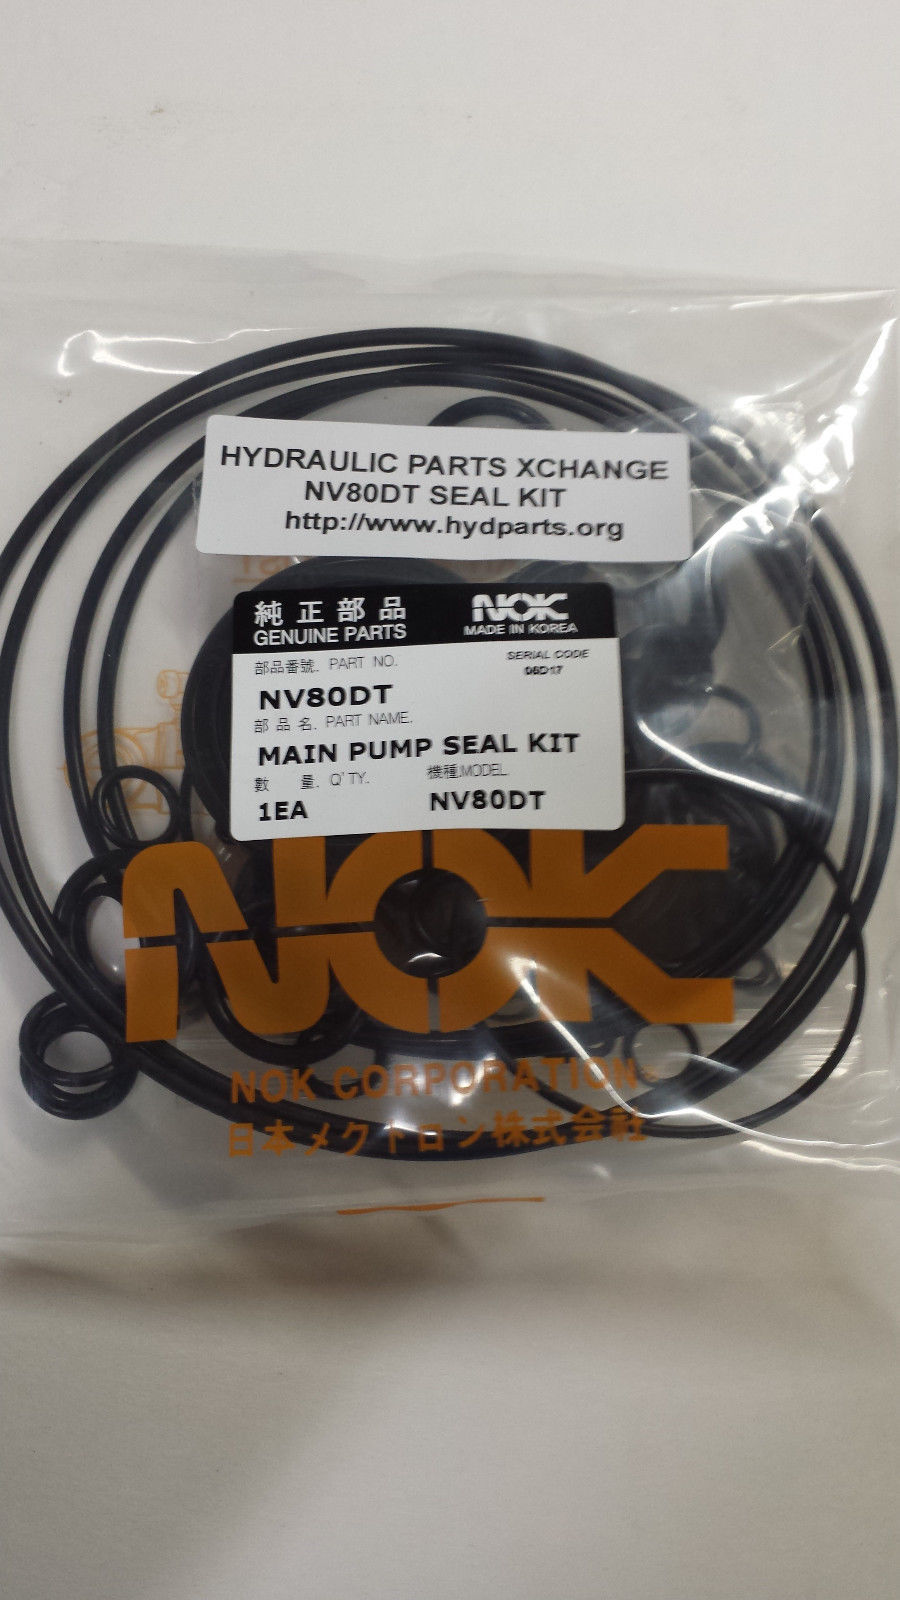 HYDRAULIC PARTS XCHANGE
NV80DT SEAL KIT
http://www.hydparts.org
純正部品 NOK
GENUINE PARTS MADE IN KOREA
部品番號. PART NO. SERIAL CODE
06D17
NV80DT
部品名. PART NAME.
MAIN PUMP SEAL KIT
數 量. Q'TY. 機種.MODEL.
1EA NV80DT
NOK
NOK CORPORATION
日本メクトロン株式会社